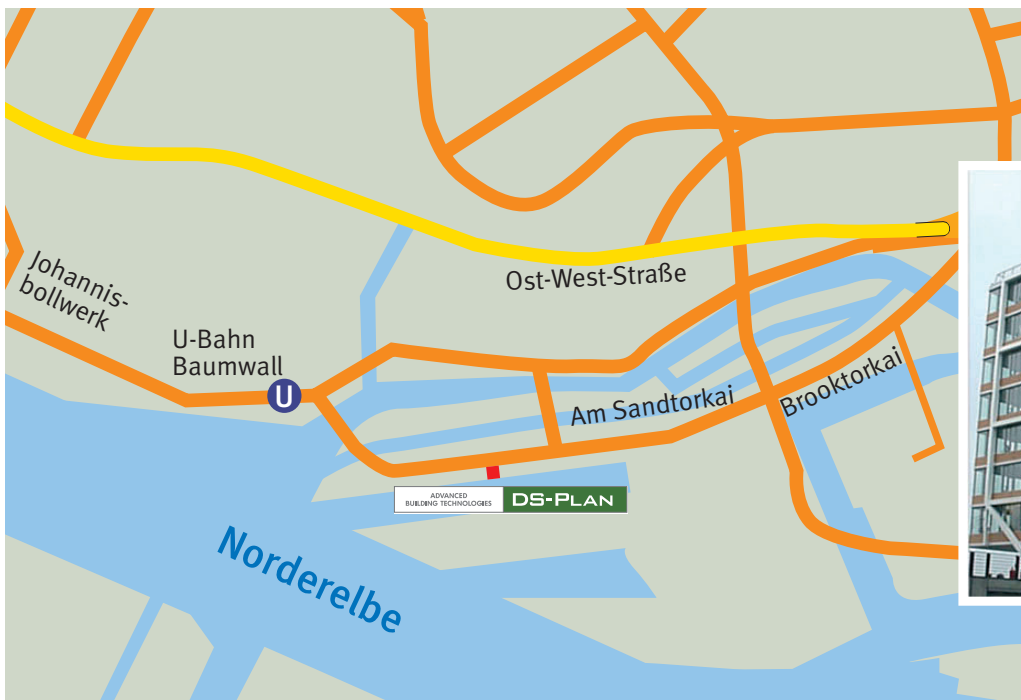 Ost-West-Straße
Johannis-
bollwerk
U-Bahn
Baumwall
U
Brooktorkai
Am Sandtorkai
ADVANCED
BUILDING TECHNOLOGIES
DS-PLAN
Norderelbe